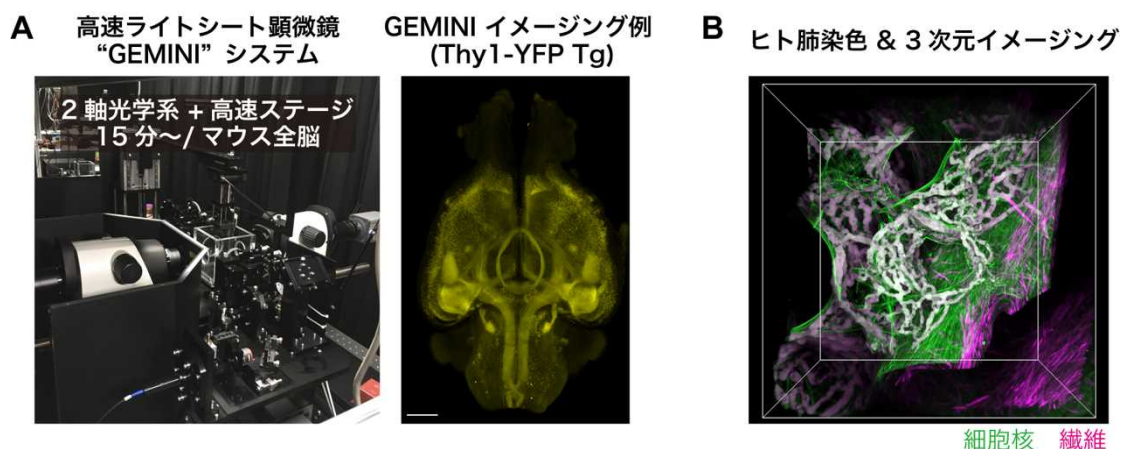 A
高速ライトシート顕微鏡
“GEMINI” システム
2 軸光学系 + 高速ステージ
15 分～/ マウス全脳
GEMINI イメージング例
(Thy1-YFP Tg)
B
ヒト肺染色 & 3 次元イメージング
細胞核 繊維